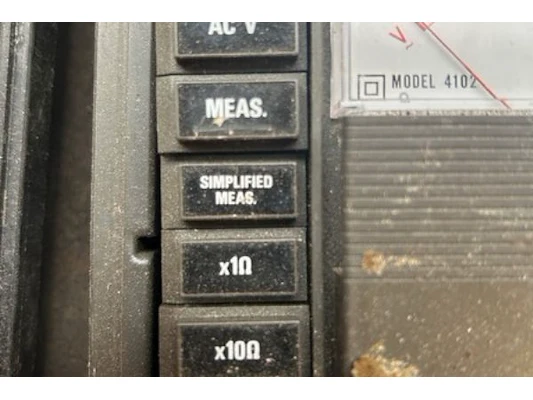 AC V
MEAS.
SIMPLIFIED
MEAS.
x1Ω
x10Ω
V
MODEL 4102